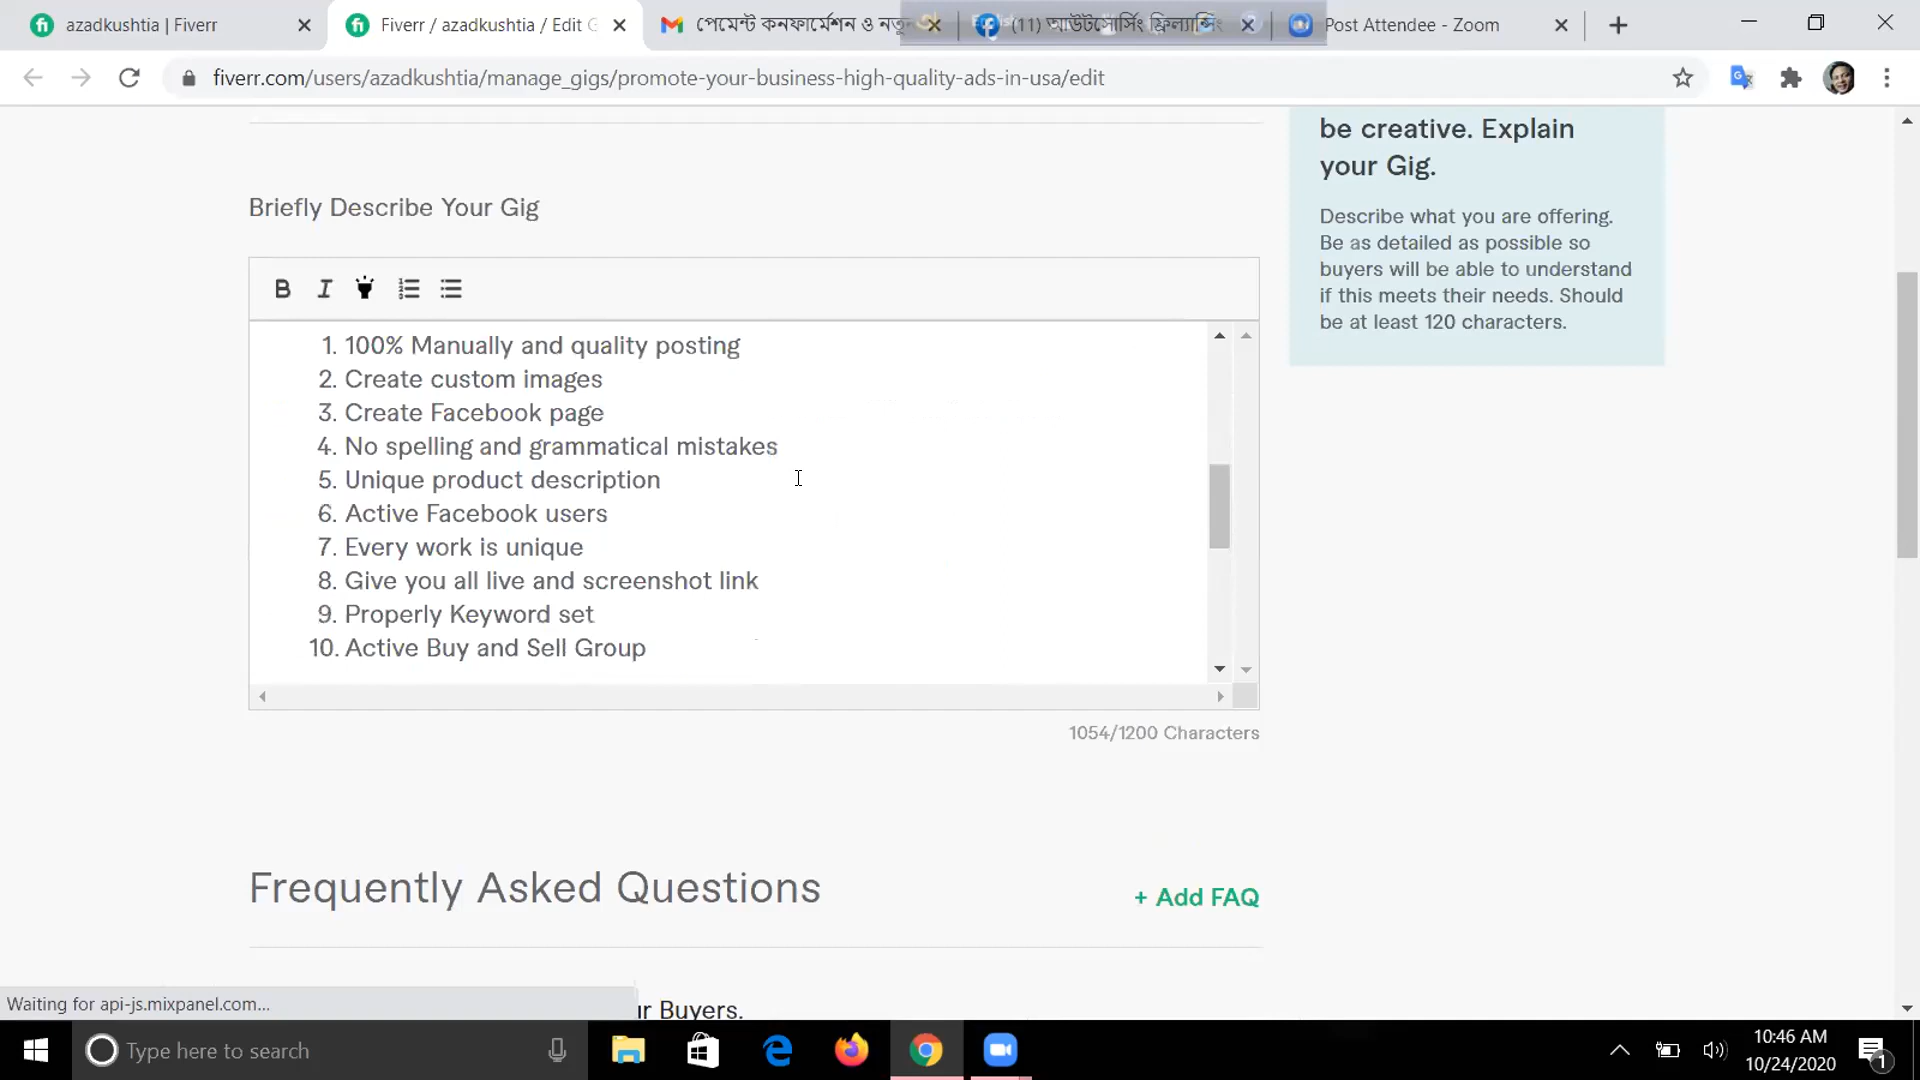 azadkushtia | Fiverr
Fiverr / azadkushtia / Edit G
পেমেন্ট কনফার্মেশন ও নতুন
(11) আউটসোর্সিং ফ্রিল্যান্সিং
Post Attendee - Zoom
fiverr.com/users/azadkushtia/manage_gigs/promote-your-business-high-quality-ads-in-usa/edit
be creative. Explain
your Gig.
Describe what you are offering.
Be as detailed as possible so
buyers will be able to understand
if this meets their needs. Should
be at least 120 characters.
Briefly Describe Your Gig
B I
1. 100% Manually and quality posting
2. Create custom images
3. Create Facebook page
4. No spelling and grammatical mistakes
5. Unique product description
6. Active Facebook users
7. Every work is unique
8. Give you all live and screenshot link
9. Properly Keyword set
10. Active Buy and Sell Group
1054/1200 Characters
Frequently Asked Questions
+ Add FAQ
ur Buyers.
Waiting for api-js.mixpanel.com...
Type here to search
10:46 AM
10/24/2020
1